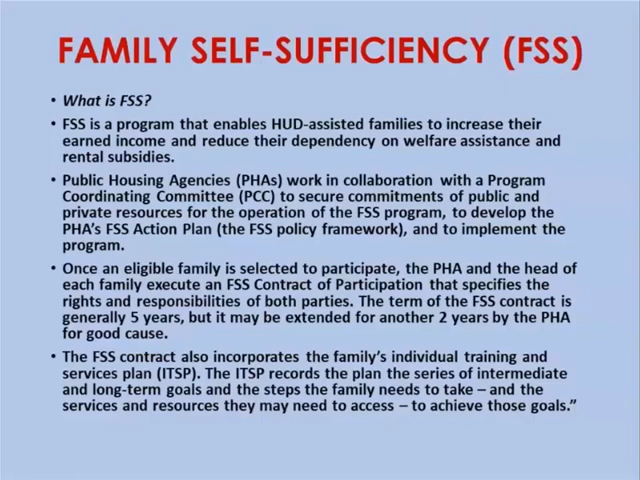 FAMILY SELF-SUFFICIENCY (FSS)
• What is FSS?
• FSS is a program that enables HUD-assisted families to increase their
earned income and reduce their dependency on welfare assistance and
rental subsidies.
• Public Housing Agencies (PHAs) work in collaboration with a Program
Coordinating Committee (PCC) to secure commitments of public and
private resources for the operation of the FSS program, to develop the
PHA's FSS Action Plan (the FSS policy framework), and to implement the
program.
• Once an eligible family is selected to participate, the PHA and the head of
each family execute an FSS Contract of Participation that specifies the
rights and responsibilities of both parties. The term of the FSS contract is
generally 5 years, but it may be extended for another 2 years by the PHA
for good cause.
• The FSS contract also incorporates the family's individual training and
services plan (ITSP). The ITSP records the plan the series of intermediate
and long-term goals and the steps the family needs to take – and the
services and resources they may need to access – to achieve those goals.”